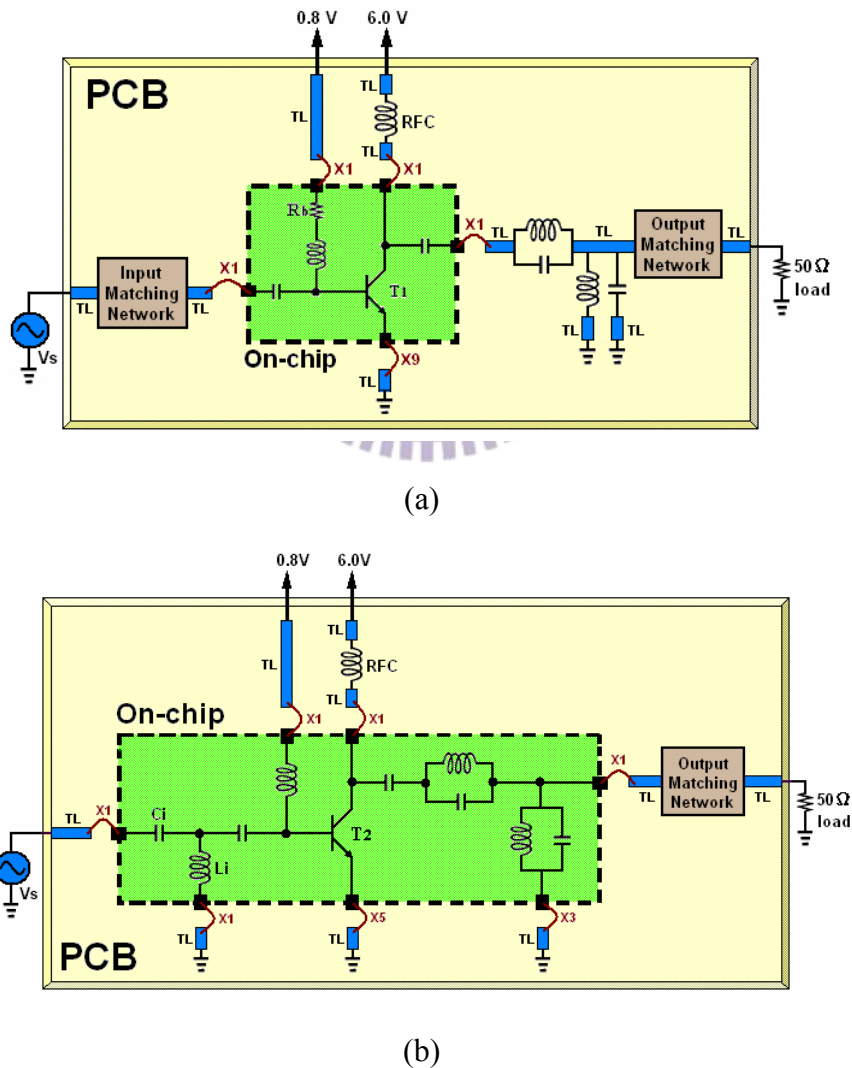 0.8 V
6.0 V
PCB
TL
TL
RFC
TL
X1
X1
Rb
X1
TL
TL
Output
Matching
Network
TL
50 Ω
load
Input
Matching
Network
X1
TL
TL
T1
TL
TL
Vs
On-chip
X9
TL
(a)
0.8V
6.0V
TL
TL
RFC
TL
On-chip
X1
X1
X1
Output
Matching
Network
TL
TL
50 Ω
load
TL
X1
Ci
T2
Li
Vs
X1
X5
X3
TL
TL
TL
PCB
(b)